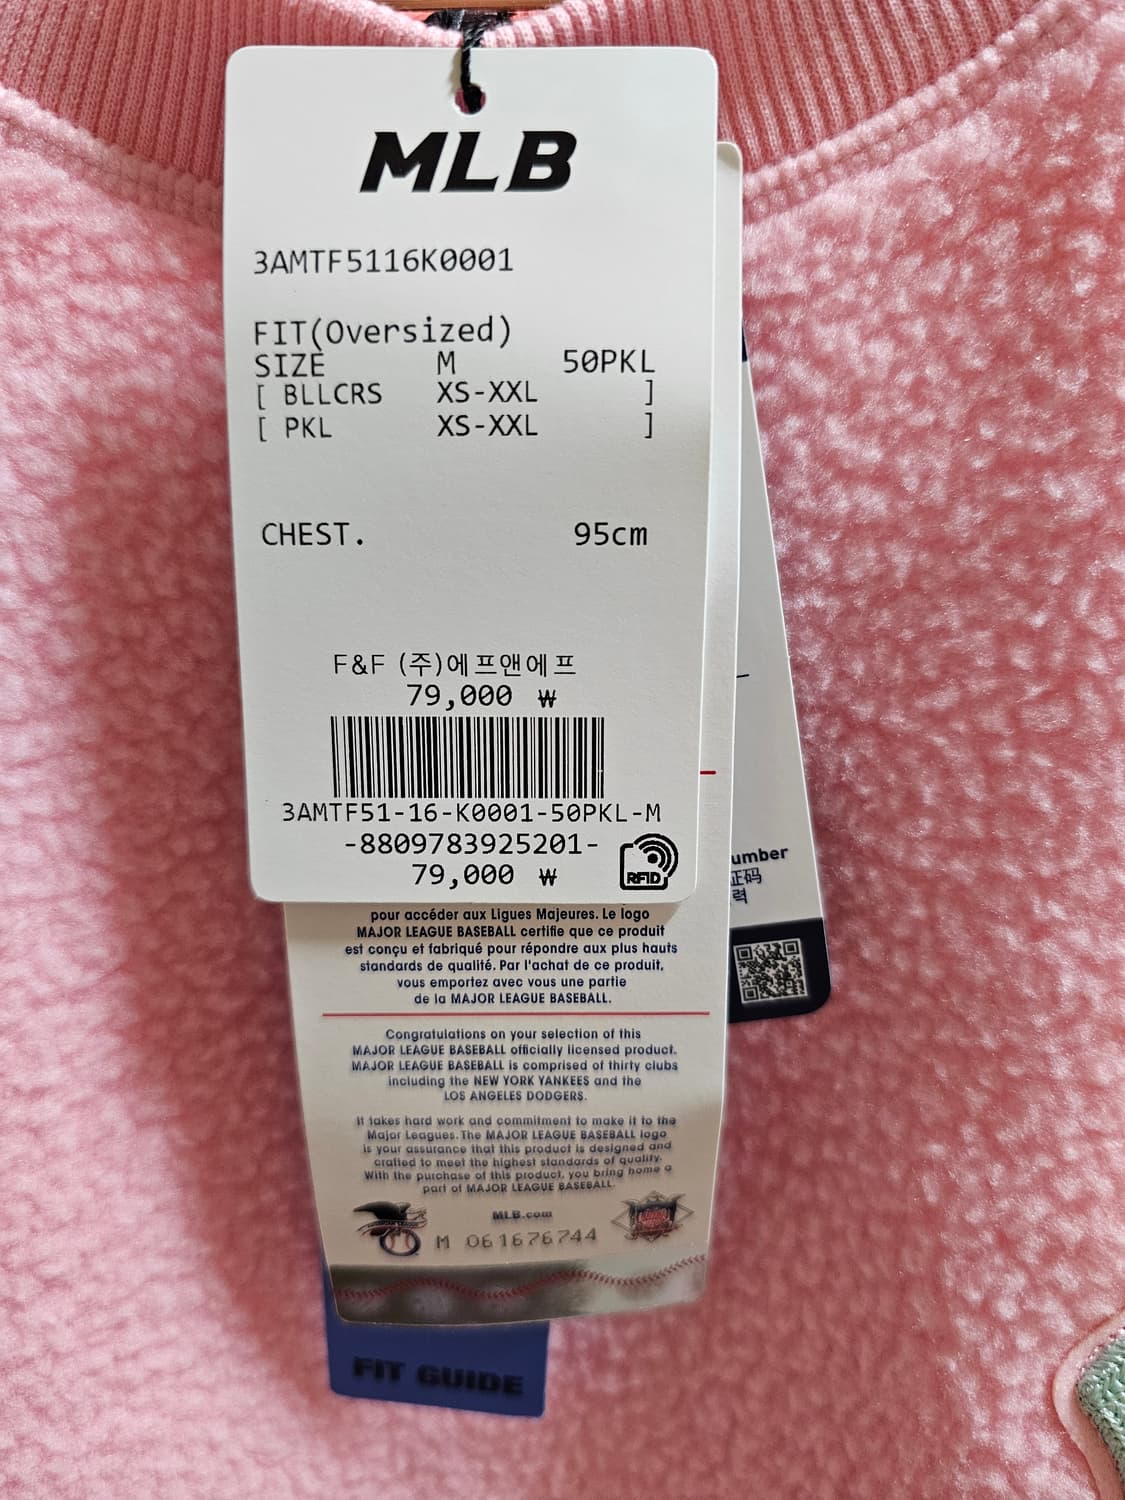 MLB
3AMTF5116K0001
FIT(Oversized)
SIZE M 50PKL
[ BLLCRS XS-XXL ]
[ PKL XS-XXL ]
CHEST. 95cm
F&F (주)에프앤에프
79,000 ₩
3AMTF51-16-K0001-50PKL-M
-8809783925201-
79,000 ₩
RFID
umber
证码
력
pour accéder aux Ligues Majeures. Le logo
MAJOR LEAGUE BASEBALL certifie que ce produit
est conçu et fabriqué pour répondre aux plus hauts
standards de qualité. Par l'achat de ce produit,
vous emportez avec vous une partie
de la MAJOR LEAGUE BASEBALL.
Congratulations on your selection of this
MAJOR LEAGUE BASEBALL officially licensed product.
MAJOR LEAGUE BASEBALL is comprised of thirty clubs
including the NEW YORK YANKEES and the
LOS ANGELES DODGERS.
It takes hard work and commitment to make it to the
Major Leagues. The MAJOR LEAGUE BASEBALL logo
is your assurance that this product is designed and
crafted to meet the highest standards of quality.
With the purchase of this product, you bring home a
part of MAJOR LEAGUE BASEBALL.
MLB.com
M 061676744
FIT GUIDE